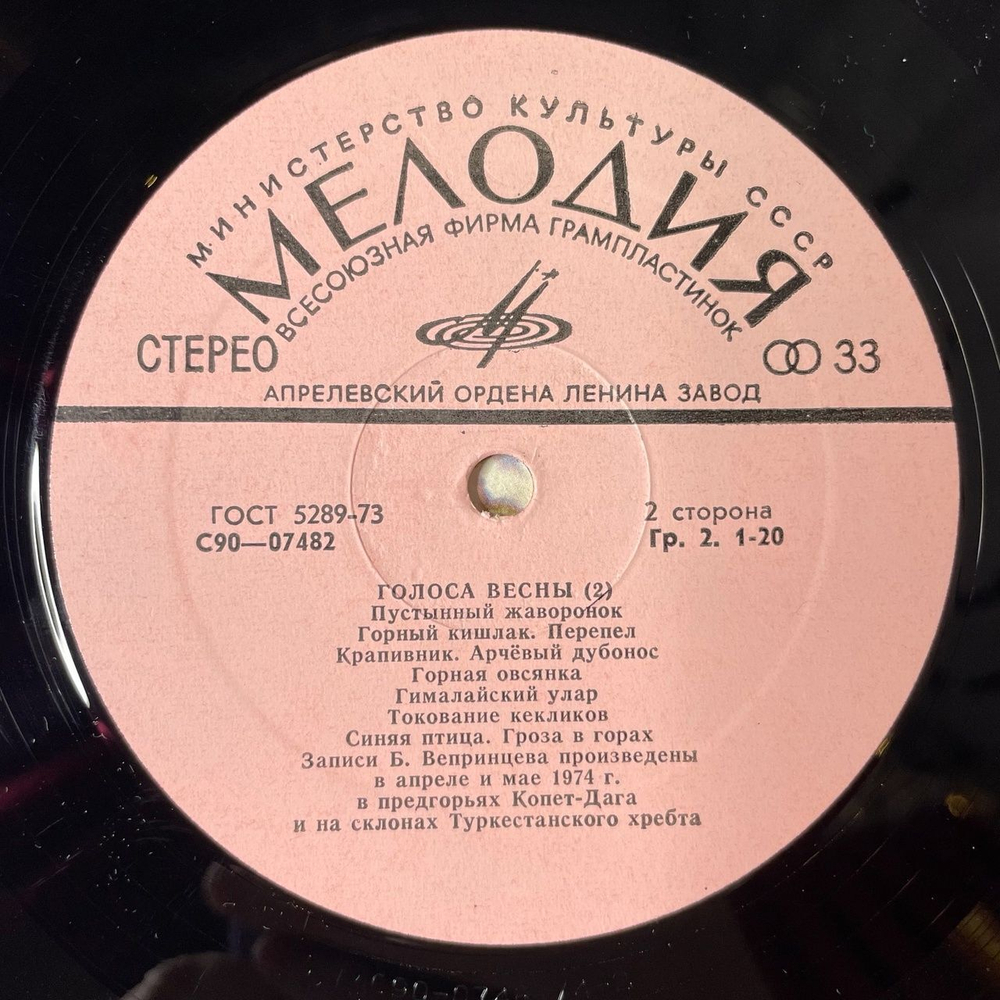 МИНИСТЕРСТВО КУЛЬТУРЫ СССР
МЕЛОДИЯ
ВСЕСОЮЗНАЯ ФИРМА ГРАМПЛАСТИНОК
СТЕРЕО
33
АПРЕЛЕВСКИЙ ОРДЕНА ЛЕНИНА ЗАВОД
ГОСТ 5289-73
2 сторона
С90—07482
Гр. 2. 1-20
ГОЛОСА ВЕСНЫ (2)
Пустынный жаворонок
Горный кишлак. Перепел
Крапивник. Арчёвый дубонос
Горная овсянка
Гималайский улар
Токование кекликов
Синяя птица. Гроза в горах
Записи Б. Вепринцева произведены
в апреле и мае 1974 г.
в предгорьях Копет-Дага
и на склонах Туркестанского хребта